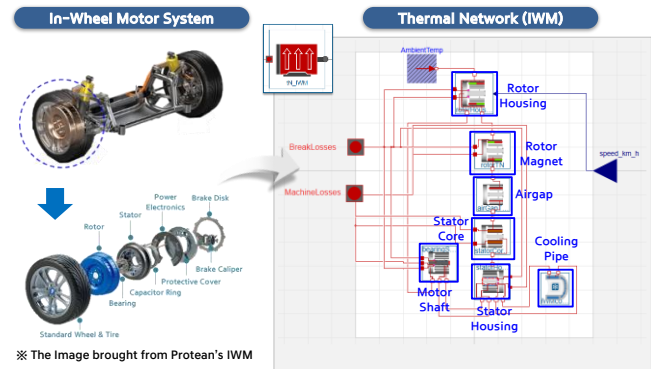 In-Wheel Motor System
Thermal Network (IWM)
TN_IWM
AmbientTemp
Rotor
Housing
BreakLosses
Rotor
Magnet
speed_km_h
MachineLosses
Airgap
Stator
Core
Cooling
Pipe
Motor
Shaft
Stator
Housing
Power
Electronics
Brake Disk
Stator
Rotor
Brake Caliper
Protective Cover
Capacitor Ring
Bearing
Standard Wheel & Tire
※ The Image brought from Protean's IWM